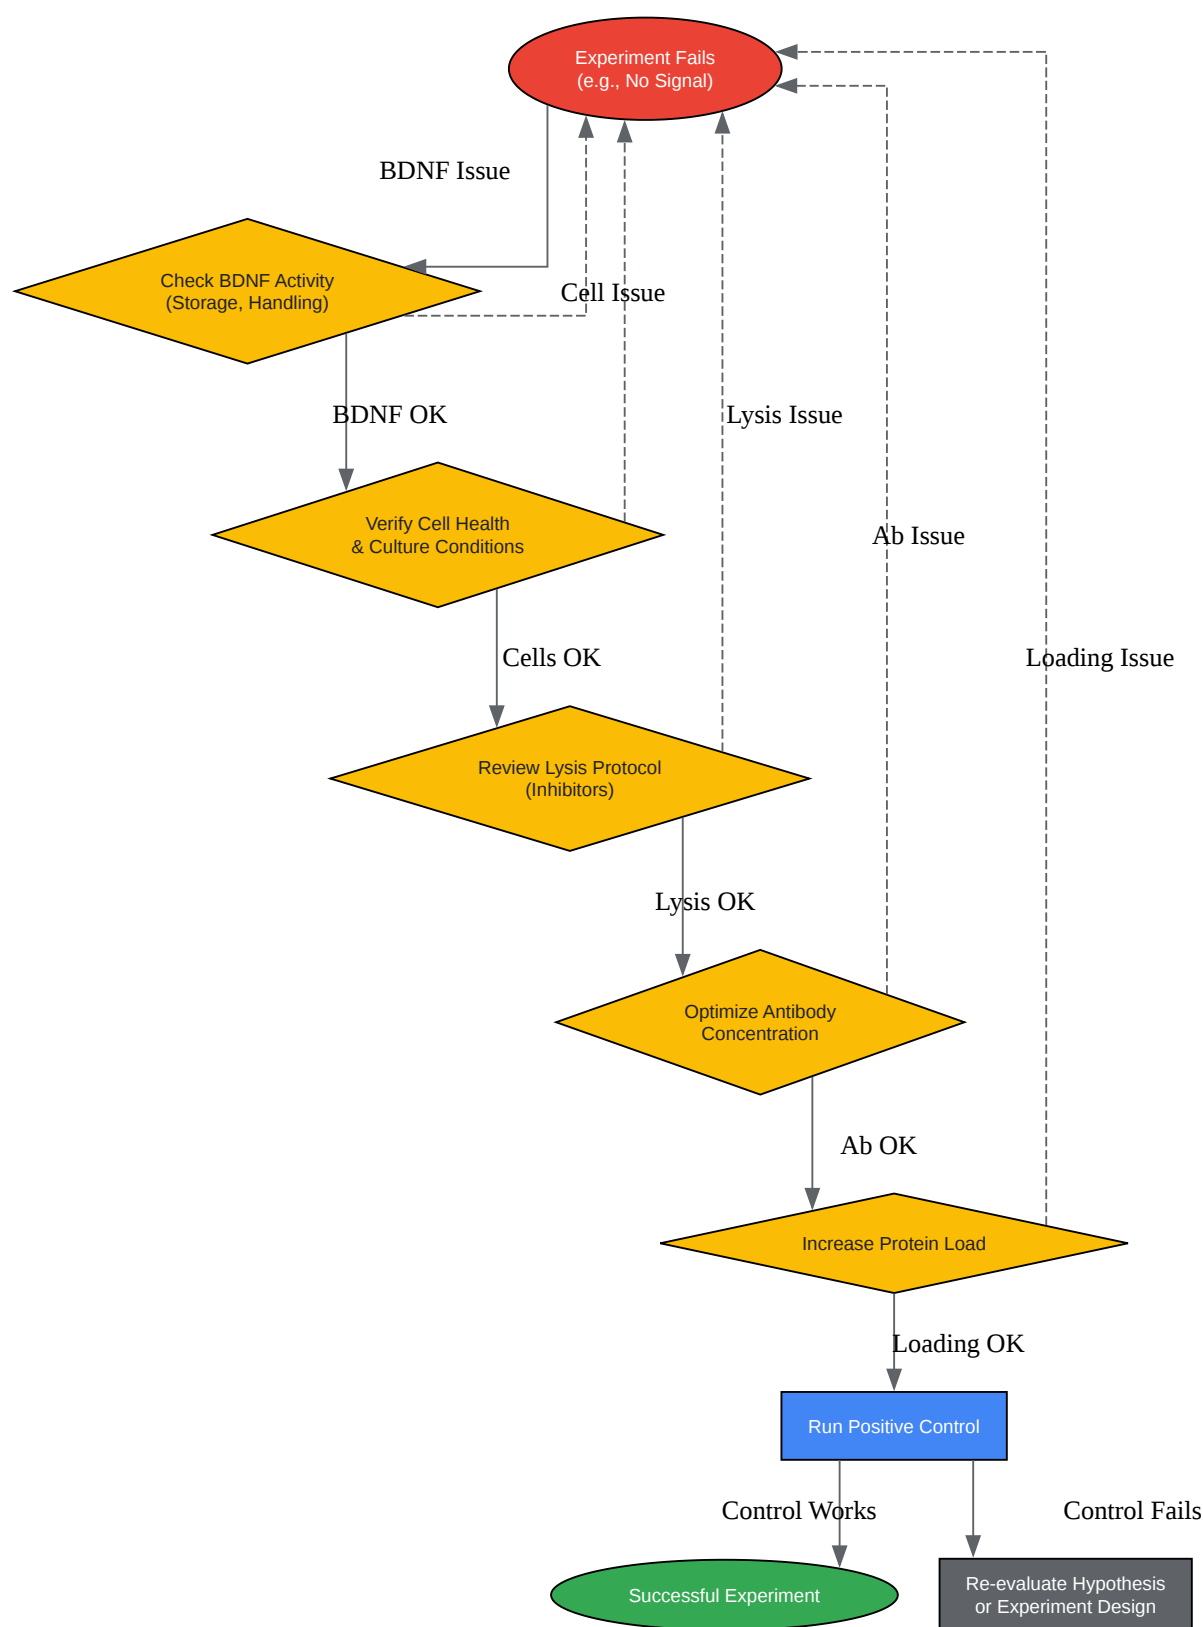 Experiment Fails
(e.g., No Signal)
BDNF Issue
Check BDNF Activity
(Storage, Handling)
Cell Issue
BDNF OK
Lysis Issue
Verify Cell Health
& Culture Conditions
Ab Issue
Cells OK
Loading Issue
Review Lysis Protocol
(Inhibitors)
Lysis OK
Optimize Antibody
Concentration
Ab OK
Increase Protein Load
Loading OK
Run Positive Control
Control Works
Control Fails
Successful Experiment
Re-evaluate Hypothesis
or Experiment Design